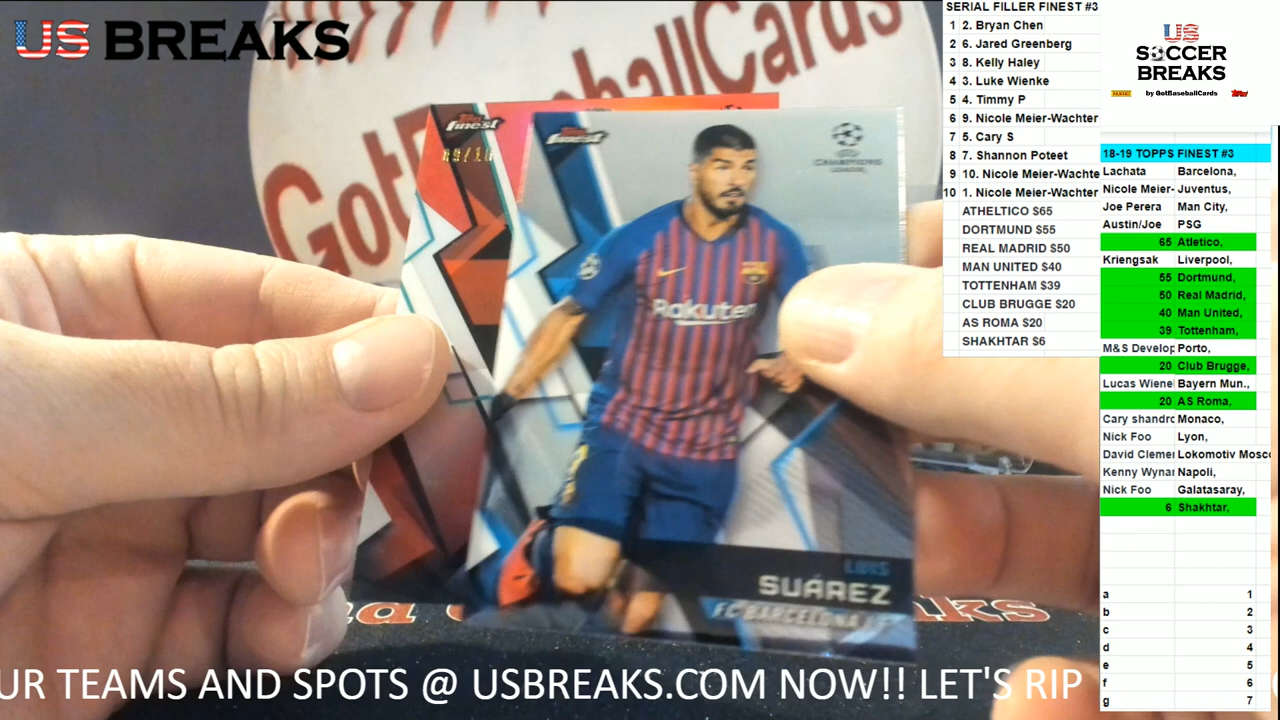 US BREAKS
GotBaseballCards
TOPPS finest
TOPPS finest
CHAMPIONS LEAGUE
Rakuten
LUIS
SUÁREZ
FC BARCELONA
UR TEAMS AND SPOTS @ USBREAKS.COM NOW!! LET'S RIP
SERIAL FILLER FINEST #3
1 2. Bryan Chen
2 6. Jared Greenberg
3 8. Kelly Haley
4 3. Luke Wienke
5 4. Timmy P
6 9. Nicole Meier-Wachter
7 5. Cary S
8 7. Shannon Poteet
9 10. Nicole Meier-Wachte
10 1. Nicole Meier-Wachter
ATHELTICO $65
DORTMUND $55
REAL MADRID $50
MAN UNITED $40
TOTTENHAM $39
CLUB BRUGGE $20
AS ROMA $20
SHAKHTAR $6
US
SOCCER
BREAKS
PANINI by GotBaseballCards Topps
18-19 TOPPS FINEST #3
Lachata Barcelona,
Nicole Meier- Juventus,
Joe Perera Man City,
Austin/Joe PSG
65 Atletico,
Kriengsak Liverpool,
55 Dortmund,
50 Real Madrid,
40 Man United,
39 Tottenham,
M&S Develop Porto,
20 Club Brugge,
Lucas Wienel Bayern Mun.,
20 AS Roma,
Cary shandro Monaco,
Nick Foo Lyon,
David Clemer Lokomotiv Mosco
Kenny Wynar Napoli,
Nick Foo Galatasaray,
6 Shakhtar,
a 1
b 2
c 3
d 4
e 5
f 6
g 7